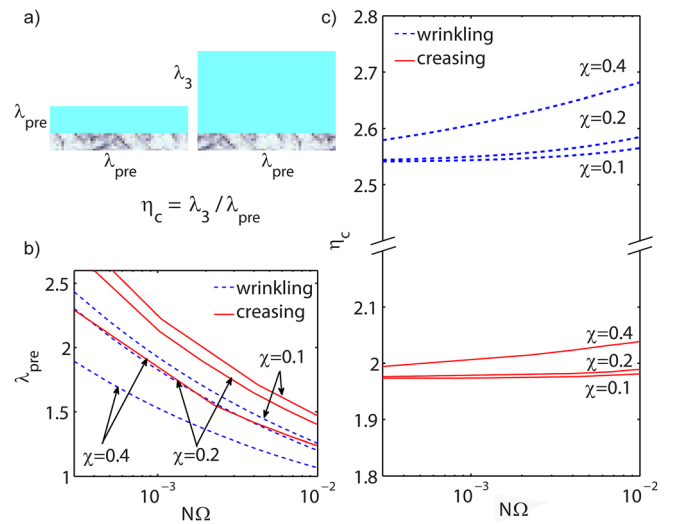 a)
λ₃
λpre
λpre
λpre
ηc = λ₃ / λpre
b)
2.5
2
1.5
1
λpre
wrinkling
creasing
χ=0.1
χ=0.4
χ=0.2
10⁻³
10⁻²
NΩ
c)
2.8
2.7
2.6
2.5
2.1
2
1.9
1.8
ηc
wrinkling
creasing
χ=0.4
χ=0.2
χ=0.1
χ=0.4
χ=0.2
χ=0.1
10⁻³
10⁻²
NΩ